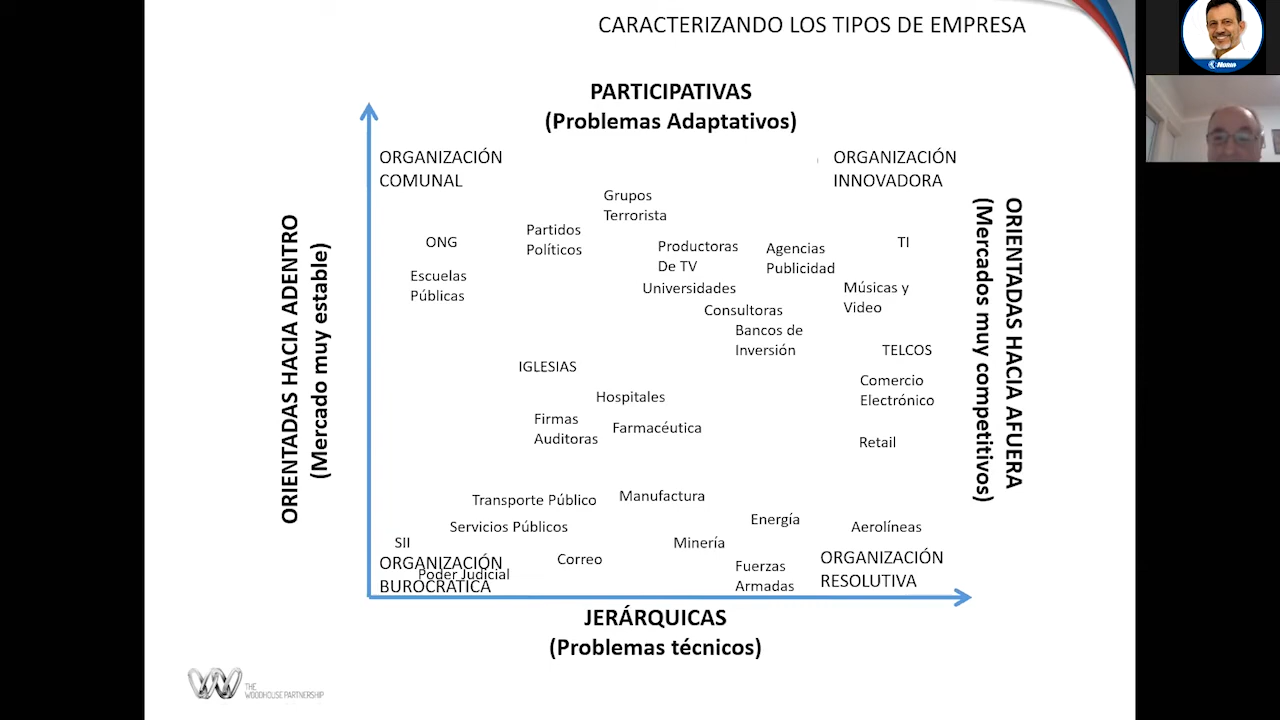 CARACTERIZANDO LOS TIPOS DE EMPRESA
PARTICIPATIVAS
(Problemas Adaptativos)
ORGANIZACIÓN
COMUNAL
ORGANIZACIÓN
INNOVADORA
ORIENTADAS HACIA ADENTRO
(Mercado muy estable)
ORIENTADAS HACIA AFUERA
(Mercados muy competitivos)
Grupos
Terrorista
Partidos
Políticos
ONG
Escuelas
Públicas
Productoras
De TV
Agencias
Publicidad
TI
Universidades
Músicas y
Video
Consultoras
Bancos de
Inversión
TELCOS
IGLESIAS
Comercio
Electrónico
Hospitales
Firmas
Auditoras
Farmacéutica
Retail
Transporte Público
Manufactura
Servicios Públicos
Energía
Aerolíneas
SII
Minería
Correo
Fuerzas
Armadas
ORGANIZACIÓN
BUROCRÁTICA
Poder Judicial
ORGANIZACIÓN
RESOLUTIVA
JERÁRQUICAS
(Problemas técnicos)
THE
WOODHOUSE PARTNERSHIP